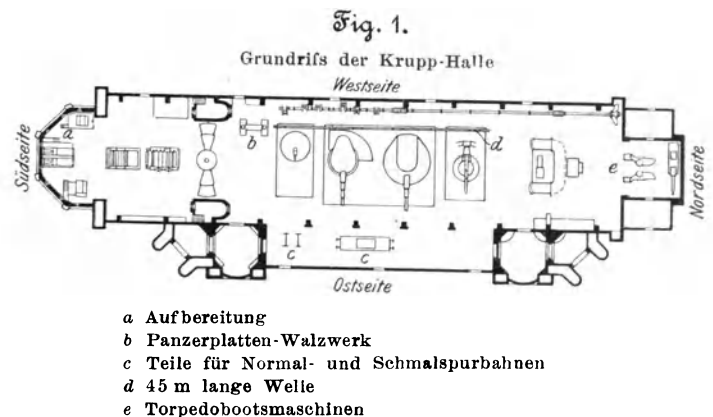 Fig. 1.
Grundriſs der Krupp-Halle
Westseite
Südseite
a
b
d
e
Nordseite
c
c
Ostseite
a Aufbereitung
b Panzerplatten-Walzwerk
c Teile für Normal- und Schmalspurbahnen
d 45 m lange Welle
e Torpedobootsmaschinen